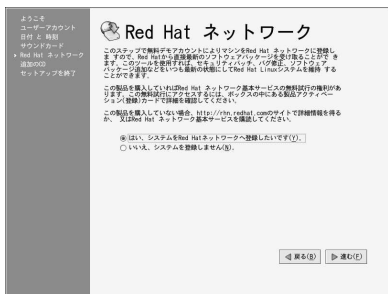 ようこそ
ユーザーアカウント
日付 と 時刻
サウンドカード
Red Hat ネットワーク
追加のCD
セットアップを終了
Red Hat ネットワーク
このステップで無料デモアカウントによりマシンをRed Hat ネットワークに登録し
ま すので、Red Hatから直接最新のソフトウェアパッケージを受け取ることがで き
ます。このツールを使用すれば、セキュリティパッチ、バグ修正、ソフトウェア
パッケージ追加などをいつも最新の状態にしてRed Hat Linuxシステムを維持 する
ことができます。
この製品を購入していればRed Hat ネットワーク基本サービスの無料試行の権利があ
ります。この無料試行にアクセスするには、ボックスの中にある製品アクティベー
ション(登録)カードで詳細を確認してください。
この製品を購入していない場合、http://rhn.redhat.comのサイトで詳細情報を得る
か、 又はRed Hat ネットワーク基本サービスを購読してください。
はい、システムをRed Hatネットワークへ登録したいです(Y)。
いいえ、システムを登録しません(N)。
戻る(B)
進む(F)